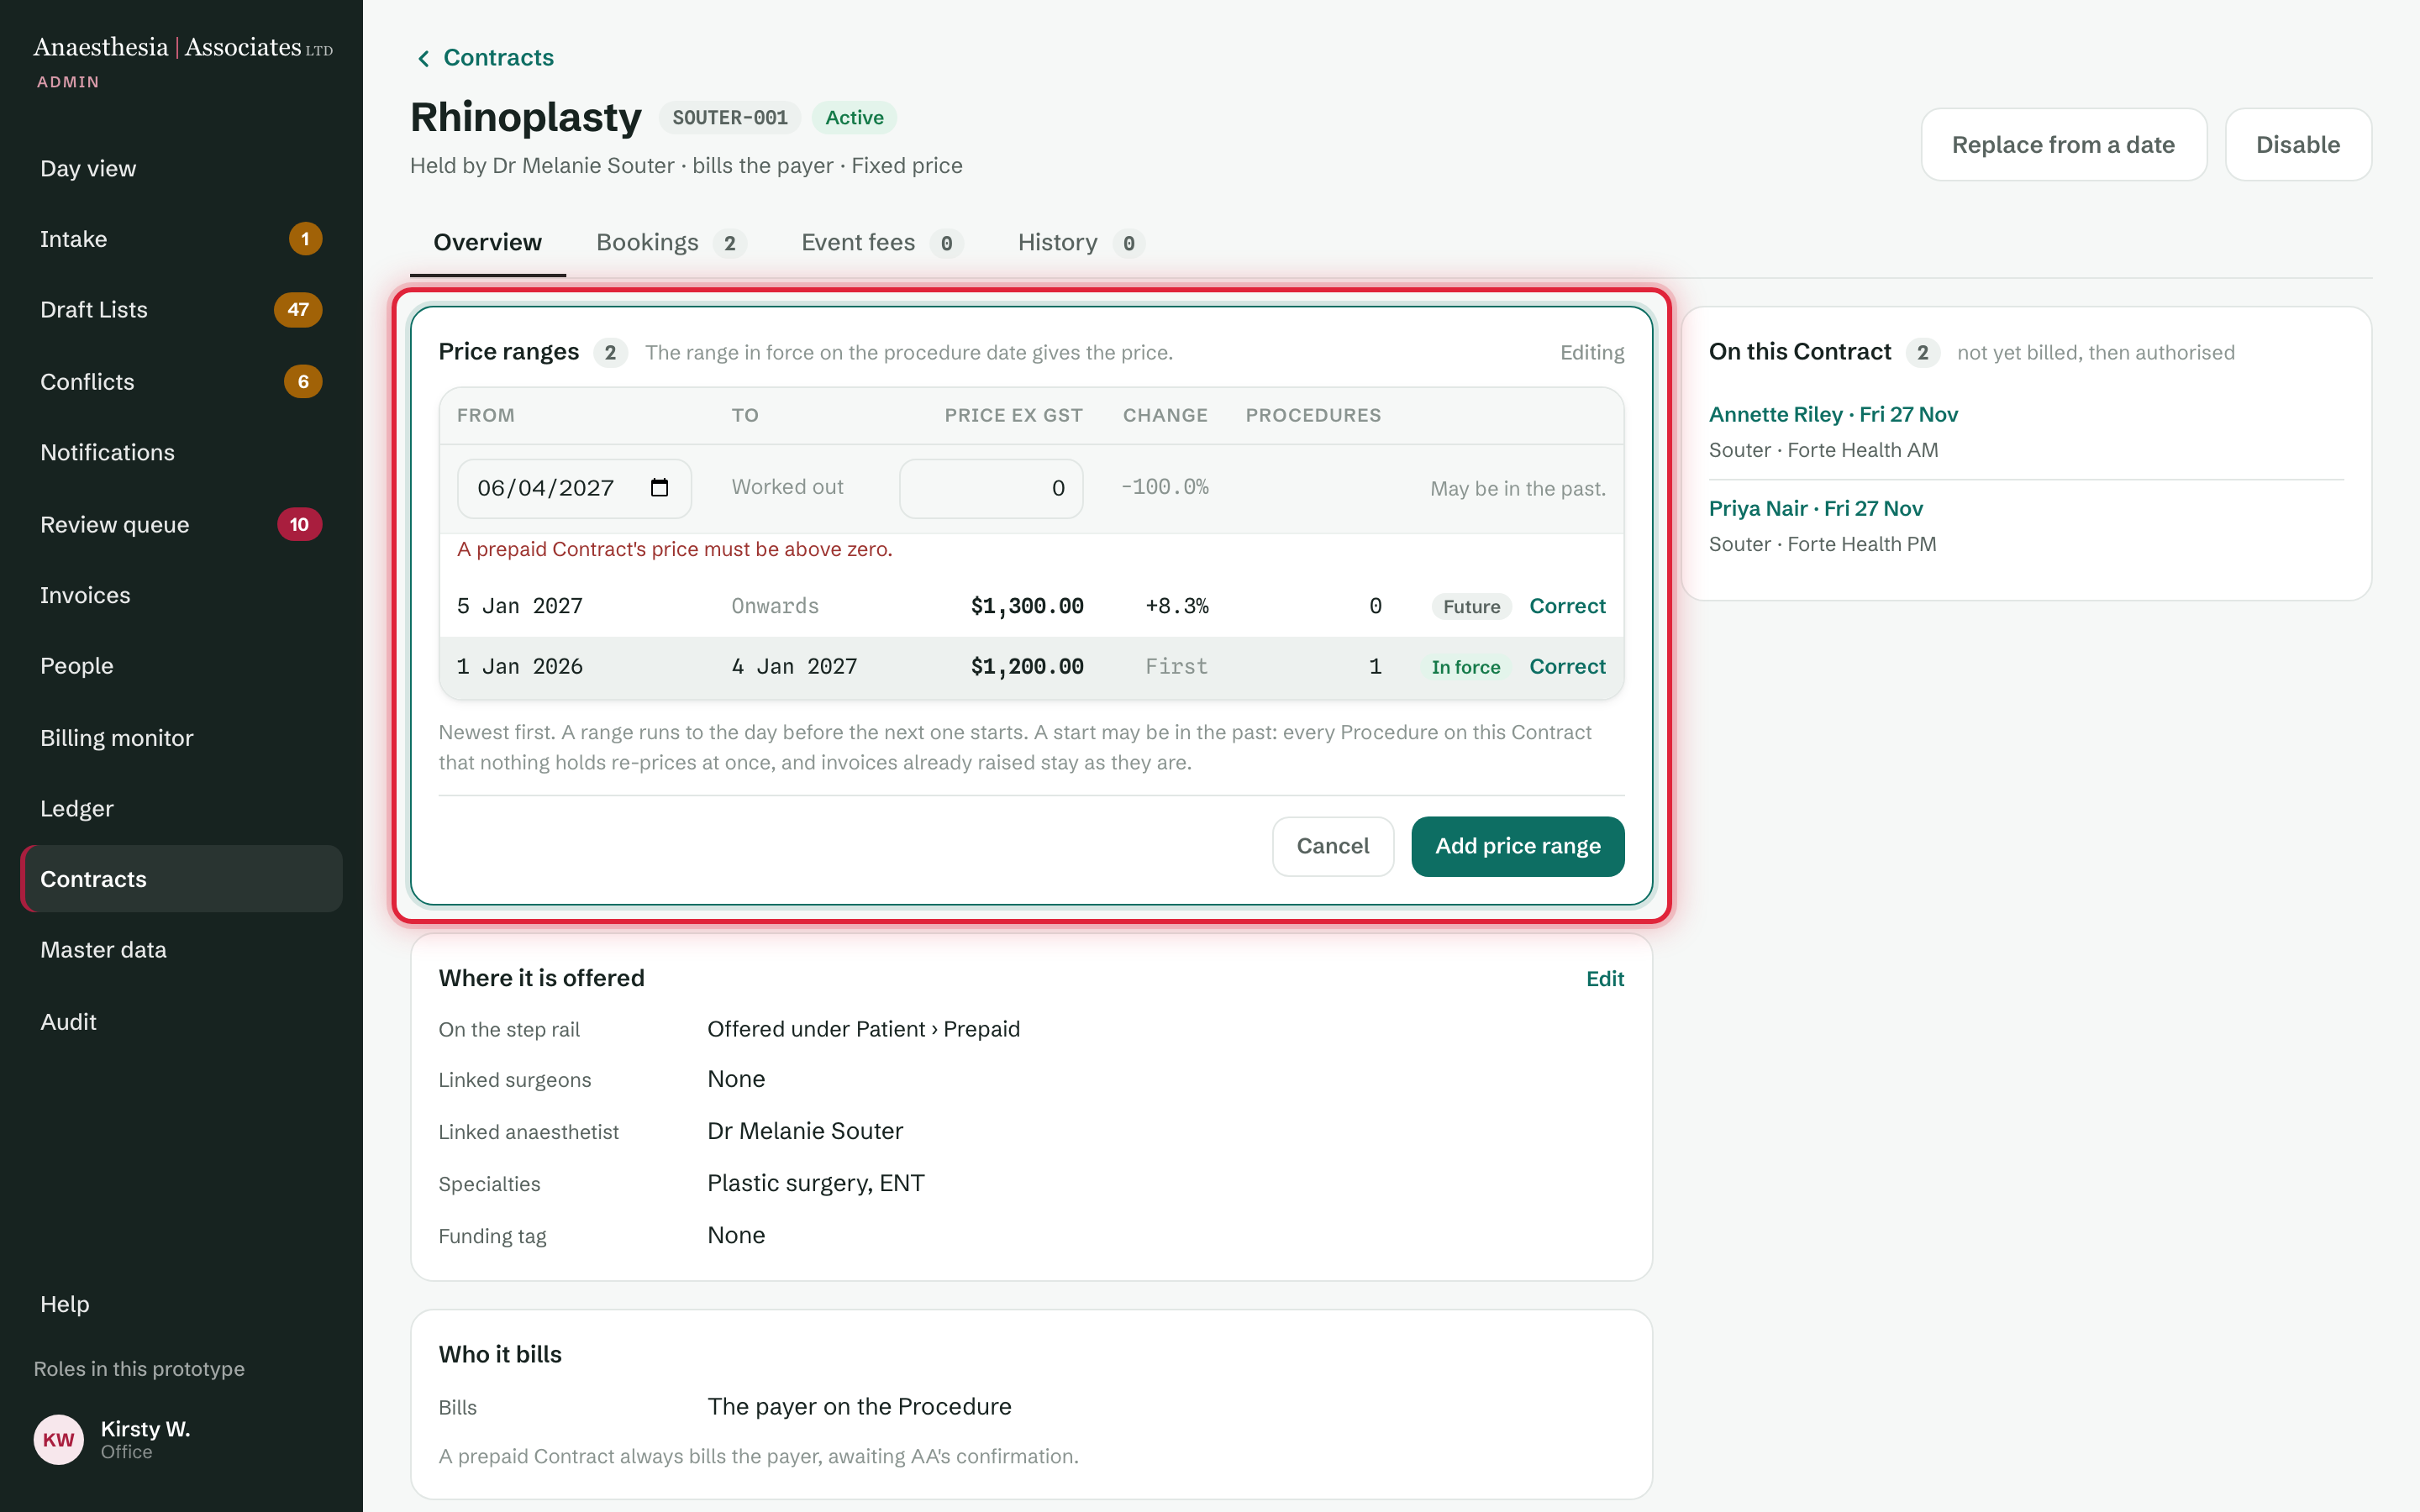 Anaesthesia | Associates LTD
ADMIN
Day view
Intake 1
Draft Lists 47
Conflicts 6
Notifications
Review queue 10
Invoices
People
Billing monitor
Ledger
Contracts
Master data
Audit
Help
Roles in this prototype
KW Kirsty W.
Office
Contracts
Rhinoplasty SOUTER-001 Active
Held by Dr Melanie Souter · bills the payer · Fixed price
Replace from a date Disable
Overview Bookings 2 Event fees 0 History 0
Price ranges 2 The range in force on the procedure date gives the price. Editing
FROM TO PRICE EX GST CHANGE PROCEDURES
06/04/2027 Worked out 0 -100.0% May be in the past.
A prepaid Contract's price must be above zero.
5 Jan 2027 Onwards $1,300.00 +8.3% 0 Future Correct
1 Jan 2026 4 Jan 2027 $1,200.00 First 1 In force Correct
Newest first. A range runs to the day before the next one starts. A start may be in the past: every Procedure on this Contract
that nothing holds re-prices at once, and invoices already raised stay as they are.
Cancel Add price range
On this Contract 2 not yet billed, then authorised
Annette Riley · Fri 27 Nov
Souter · Forte Health AM
Priya Nair · Fri 27 Nov
Souter · Forte Health PM
Where it is offered Edit
On the step rail Offered under Patient › Prepaid
Linked surgeons None
Linked anaesthetist Dr Melanie Souter
Specialties Plastic surgery, ENT
Funding tag None
Who it bills
Bills The payer on the Procedure
A prepaid Contract always bills the payer, awaiting AA's confirmation.